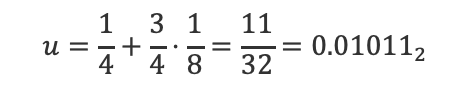 u = 1/4 + 3/4 · 1/8 = 11/32 = 0.01011₂